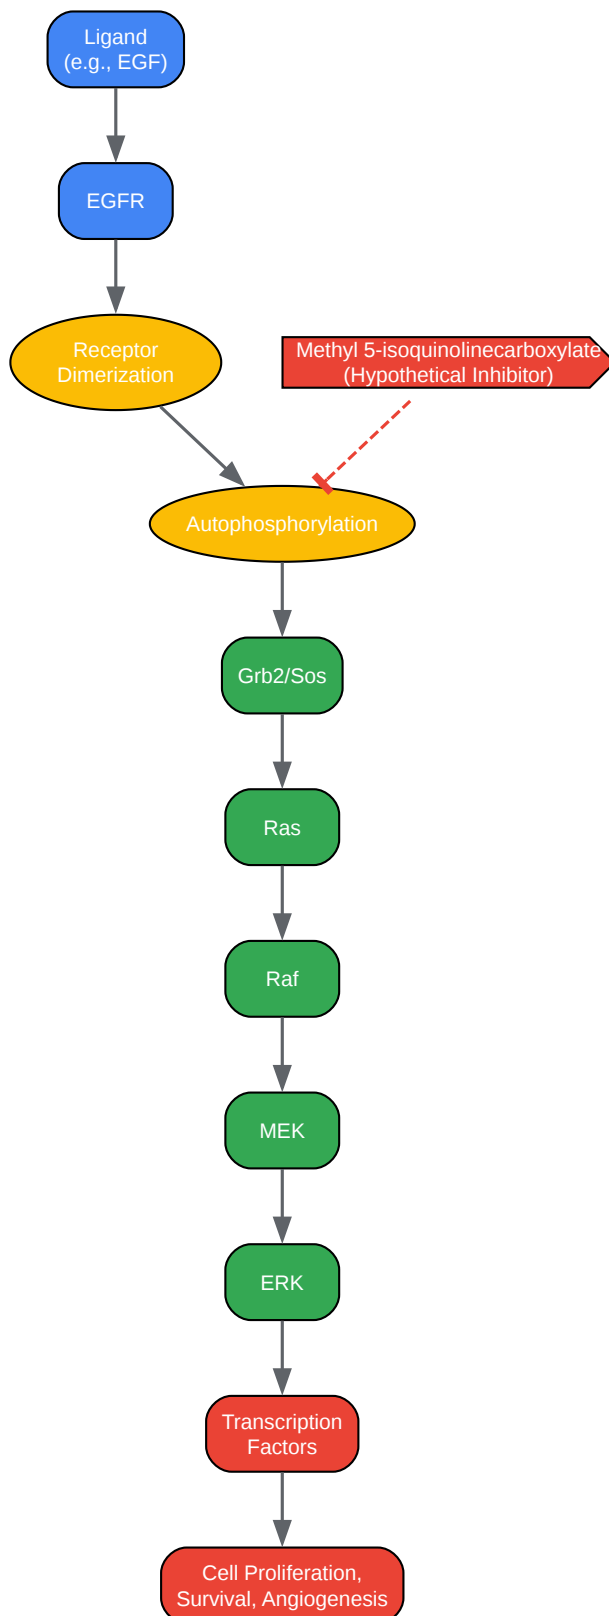 Ligand
(e.g., EGF)
EGFR
Receptor
Dimerization
Methyl 5-isoquinolinecarboxylate
(Hypothetical Inhibitor)
Autophosphorylation
Grb2/Sos
Ras
Raf
MEK
ERK
Transcription
Factors
Cell Proliferation,
Survival, Angiogenesis